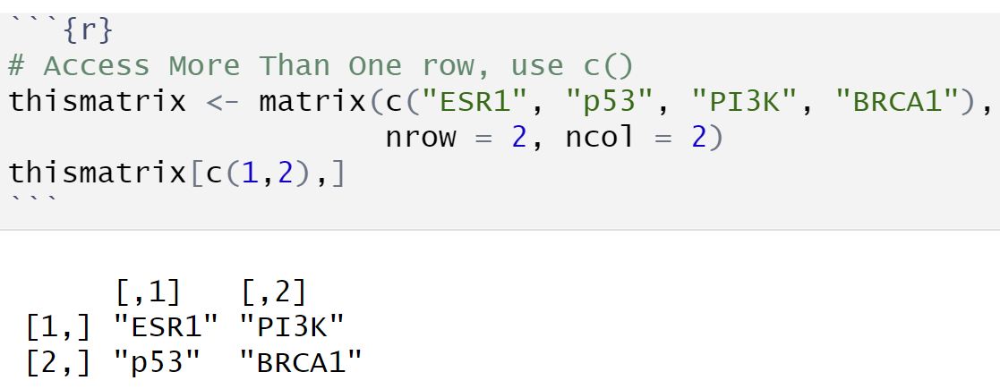 ```{r}
# Access More Than One row, use c()
thismatrix <- matrix(c("ESR1", "p53", "PI3K", "BRCA1"),
                     nrow = 2, ncol = 2)
thismatrix[c(1,2),]
```
     [,1]   [,2]
[1,] "ESR1" "PI3K"
[2,] "p53"  "BRCA1"